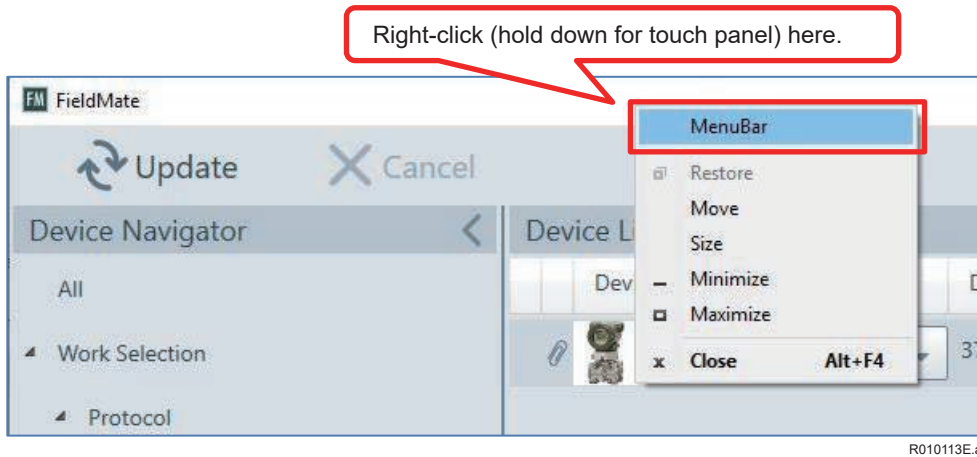 Right-click (hold down for touch panel) here.
FM FieldMate
MenuBar
Update
Cancel
Restore
Move
Device Navigator
Device Li
Size
All
Dev
Minimize
Maximize
Work Selection
Close Alt+F4
Protocol
R010113E.a